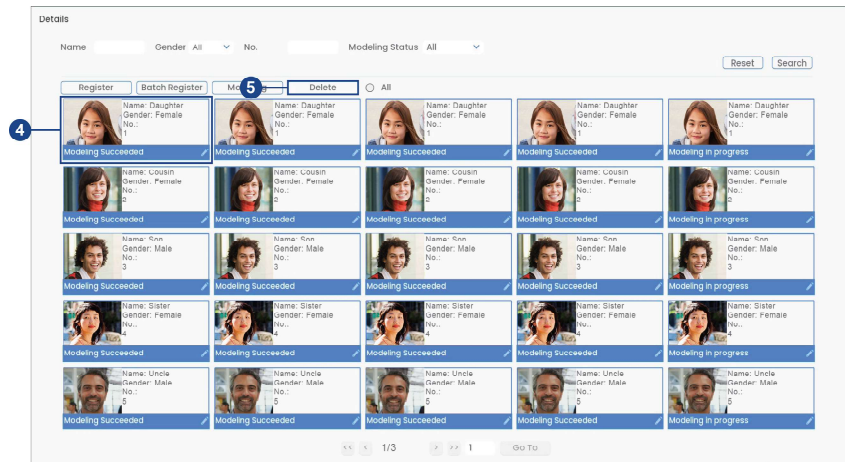 Details
Name Gender All No. Modeling Status All
Reset Search
Register Batch Register Delete All
5
4
Name: Daughter Name: Daughter Name: Daughter Name: Daughter Name: Daughter
Gender: Female Gender: Female Gender: Female Gender: Female Gender: Female
No.: No.: No.: No.: No.:
1 1 1 1 1
Modeling Succeeded Modeling Succeeded Modeling Succeeded Modeling Succeeded Modeling In progress
Name: Cousin Name: Cousin Name: Cousin Name: Cousin Name: Cousin
Gender: Female Gender: Female Gender: Female Gender: Female Gender: Female
No.: No.: No.: No.: No.:
2 2 2 2 2
Modeling Succeeded Modeling Succeeded Modeling Succeeded Modeling Succeeded Modeling In progress
Name: Son Name: Son Name: Son Name: Son Name: Son
Gender: Male Gender: Male Gender: Male Gender: Male Gender: Male
No.: No.: No.: No.: No.:
3 3 3 3 3
Modeling Succeeded Modeling Succeeded Modeling Succeeded Modeling Succeeded Modeling In progress
Name: Sister Name: Sister Name: Sister Name: Sister Name: Sister
Gender: Female Gender: Female Gender: Female Gender: Female Gender: Female
No.: No.: No.: No.: No.:
4 4 4 4 4
Modeling Succeeded Modeling Succeeded Modeling Succeeded Modeling Succeeded Modeling In progress
Name: Uncle Name: Uncle Name: Uncle Name: Uncle Name: Uncle
Gender: Male Gender: Male Gender: Male Gender: Male Gender: Male
No.: No.: No.: No.: No.:
5 5 5 5 5
Modeling Succeeded Modeling Succeeded Modeling Succeeded Modeling Succeeded Modeling In progress
<< < 1/3 > >> 1 Go To